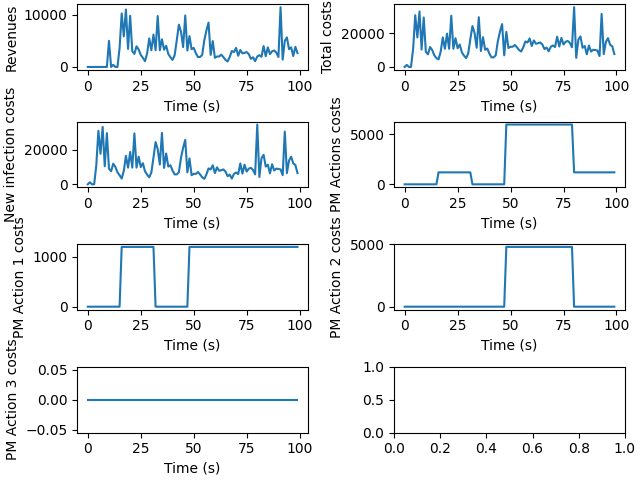 Revenues
10000
0
0 25 50 75 100
Time (s)
Total costs
20000
0
0 25 50 75 100
Time (s)
New infection costs
20000
0
0 25 50 75 100
Time (s)
PM Actions costs
5000
0
0 25 50 75 100
Time (s)
PM Action 1 costs
1000
0
0 25 50 75 100
Time (s)
PM Action 2 costs
5000
0
0 25 50 75 100
Time (s)
PM Action 3 costs
0.05
0.00
−0.05
0 25 50 75 100
Time (s)
1.0
0.5
0.0
0.0 0.2 0.4 0.6 0.8 1.0